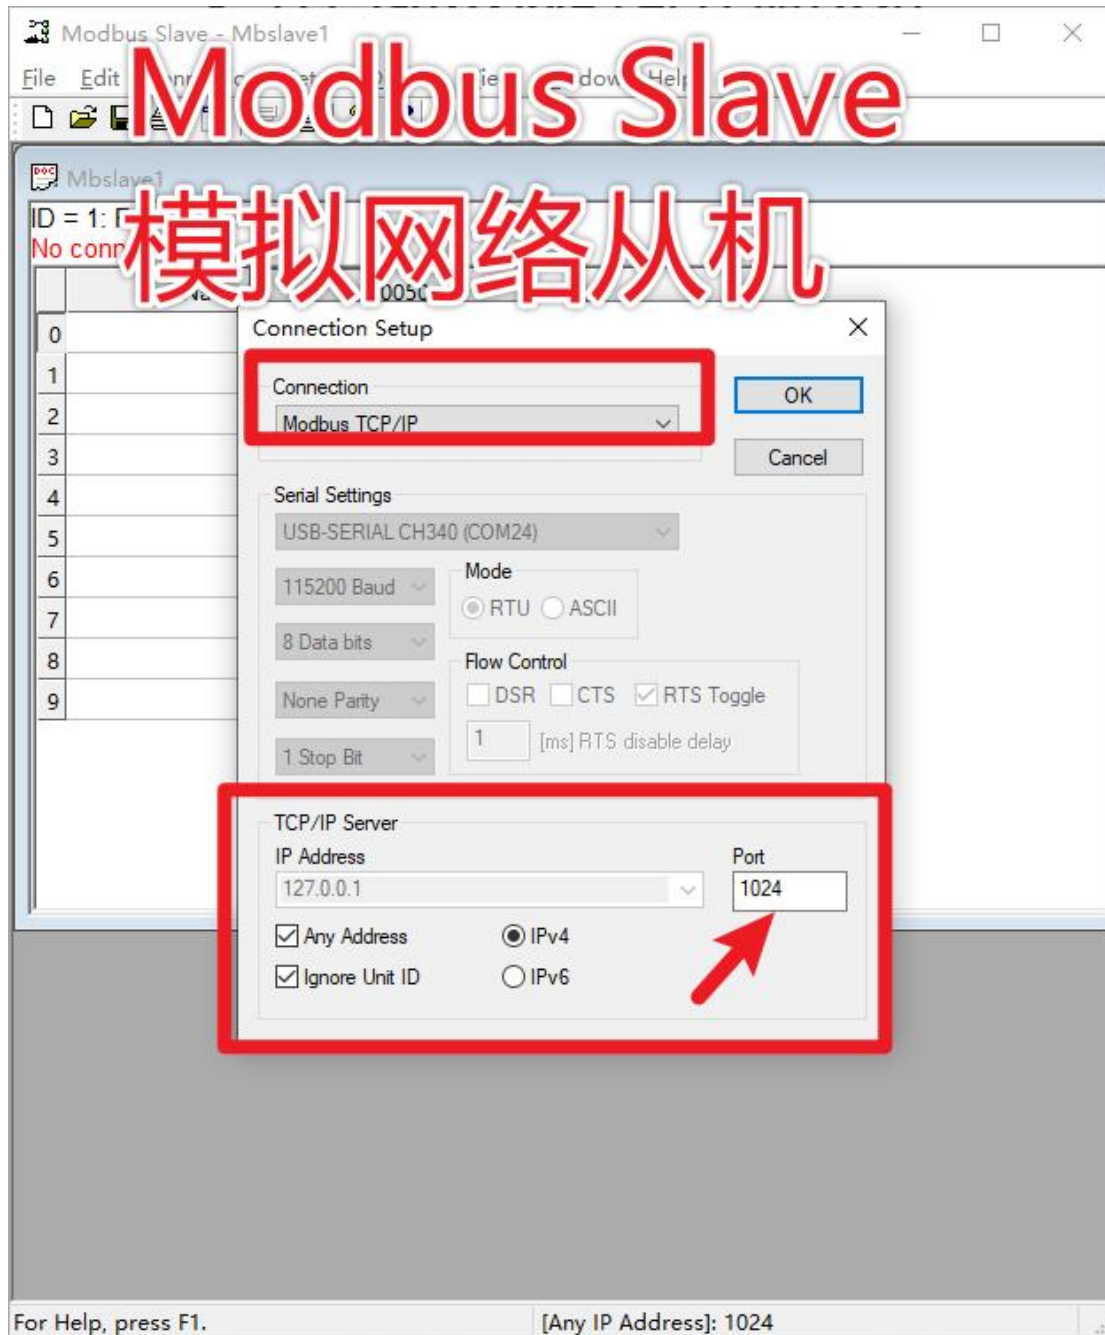 Modbus Slave - Mbslave1
File Edit
Modbus Slave
Mbslave1
模拟网络从机
ID = 1:
No
0050
0
1
2
3
4
5
6
7
8
9
Connection Setup
Connection
Modbus TCP/IP
OK
Cancel
Serial Settings
USB-SERIAL CH340 (COM24)
115200 Baud
Mode
RTU ASCII
8 Data bits
Flow Control
DSR CTS RTS Toggle
None Parity
1 [ms] RTS disable delay
1 Stop Bit
TCP/IP Server
IP Address Port
127.0.0.1 1024
Any Address IPv4
Ignore Unit ID IPv6
For Help, press F1. [Any IP Address]: 1024